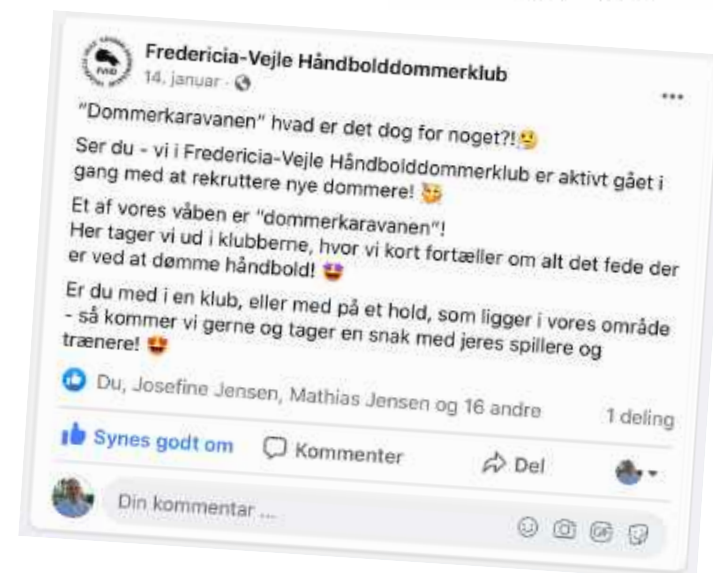 Fredericia-Vejle Håndbolddommerklub
14. januar ·
"Dommerkaravanen" hvad er det dog for noget?!
Ser du - vi i Fredericia-Vejle Håndbolddommerklub er aktivt gået i
gang med at rekruttere nye dommere!
Et af vores våben er "dommerkaravanen"!
Her tager vi ud i klubberne, hvor vi kort fortæller om alt det fede der
er ved at dømme håndbold!
Er du med i en klub, eller med på et hold, som ligger i vores område
- så kommer vi gerne og tager en snak med jeres spillere og
trænere!
Du, Josefine Jensen, Mathias Jensen og 16 andre 1 deling
Synes godt om Kommenter Del
Din kommentar ...
GIF